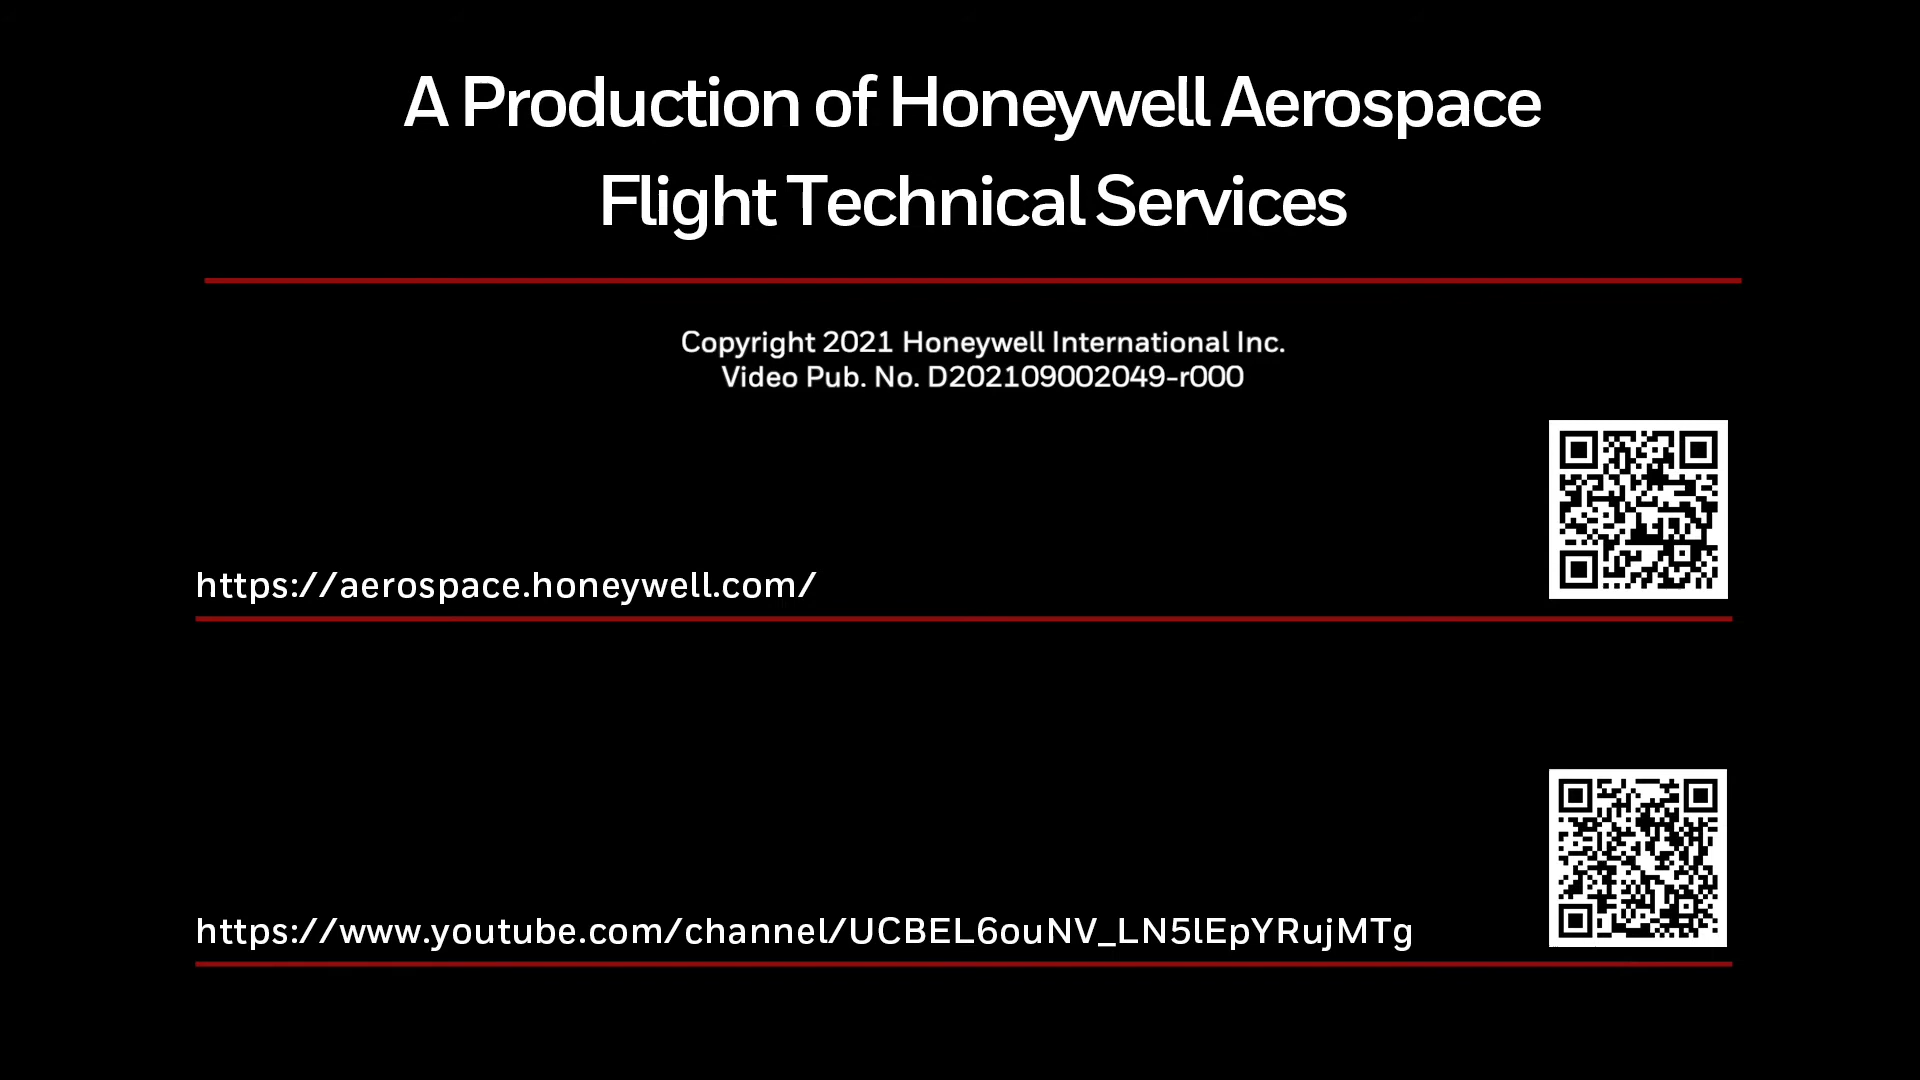 A Production of Honeywell Aerospace
Flight Technical Services
Copyright 2021 Honeywell International Inc.
Video Pub. No. D202109002049-r000
https://aerospace.honeywell.com/
https://www.youtube.com/channel/UCBEL6ouNV_LN5lEpYRujMTg